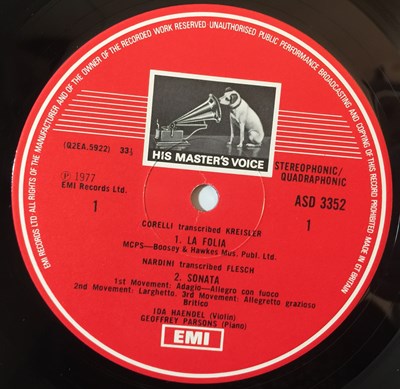 ALL RIGHTS OF THE MANUFACTURER AND OF THE OWNER OF THE RECORDED WORK RESERVED·UNAUTHORISED PUBLIC PERFORMANCE BROADCASTING AND COPYING OF THIS RECORD PROHIBITED MADE IN GT BRITAIN
EMI RECORDS LTD
HIS MASTER'S VOICE
(Q2EA.5922) 33⅓
STEREOPHONIC/
QUADRAPHONIC
℗ 1977
EMI Records Ltd.
ASD 3352
1
1
CORELLI transcribed KREISLER
1. LA FOLIA
MCPS—Boosey & Hawkes Mus. Publ. Ltd.
NARDINI transcribed FLESCH
2. SONATA
1st Movement: Adagio—Allegro con fuoco
2nd Movement: Larghetto. 3rd Movement: Allegretto grazioso
Britico
IDA HAENDEL (Violin)
GEOFFREY PARSONS (Piano)
EMI